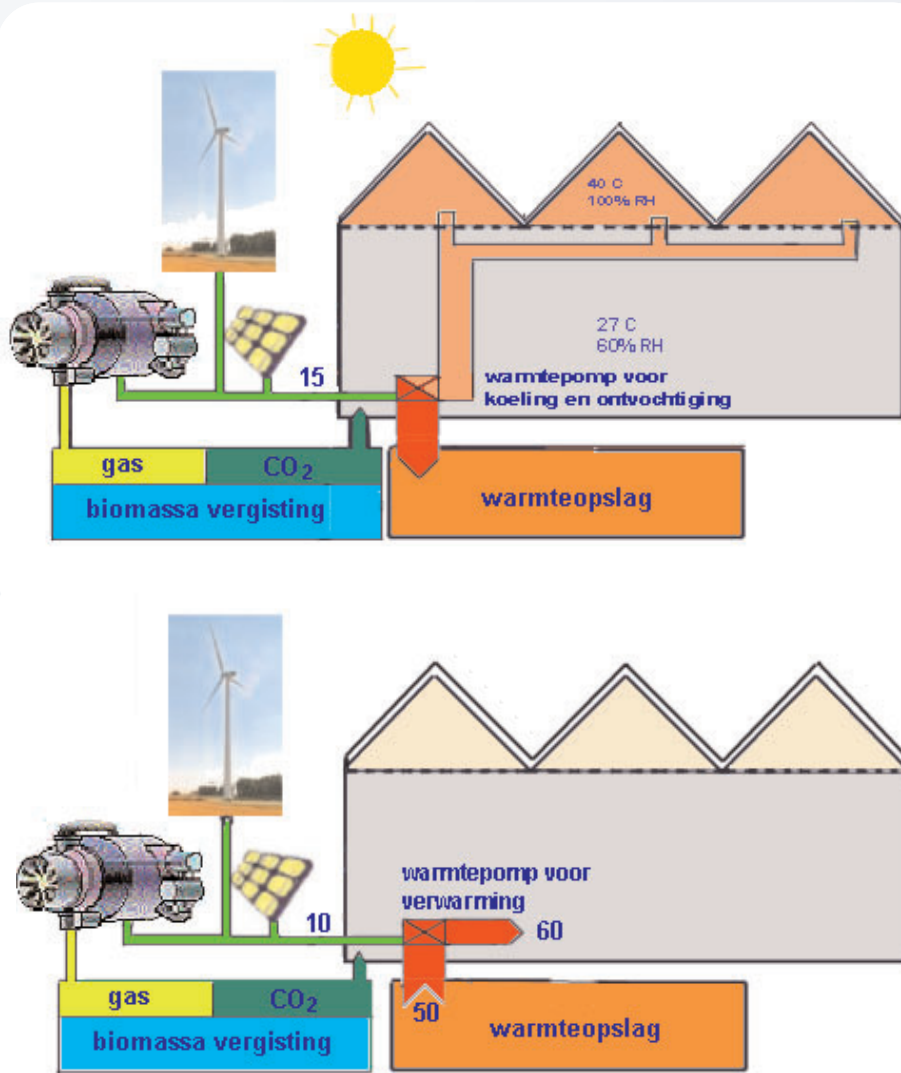 40 C
100% RH
27 C
60% RH
15
warmtepomp voor
koeling en ontvochtiging
gas
CO₂
biomassa vergisting
warmteopslag
warmtepomp voor
verwarming
10
60
gas
CO₂
50
biomassa vergisting
warmteopslag